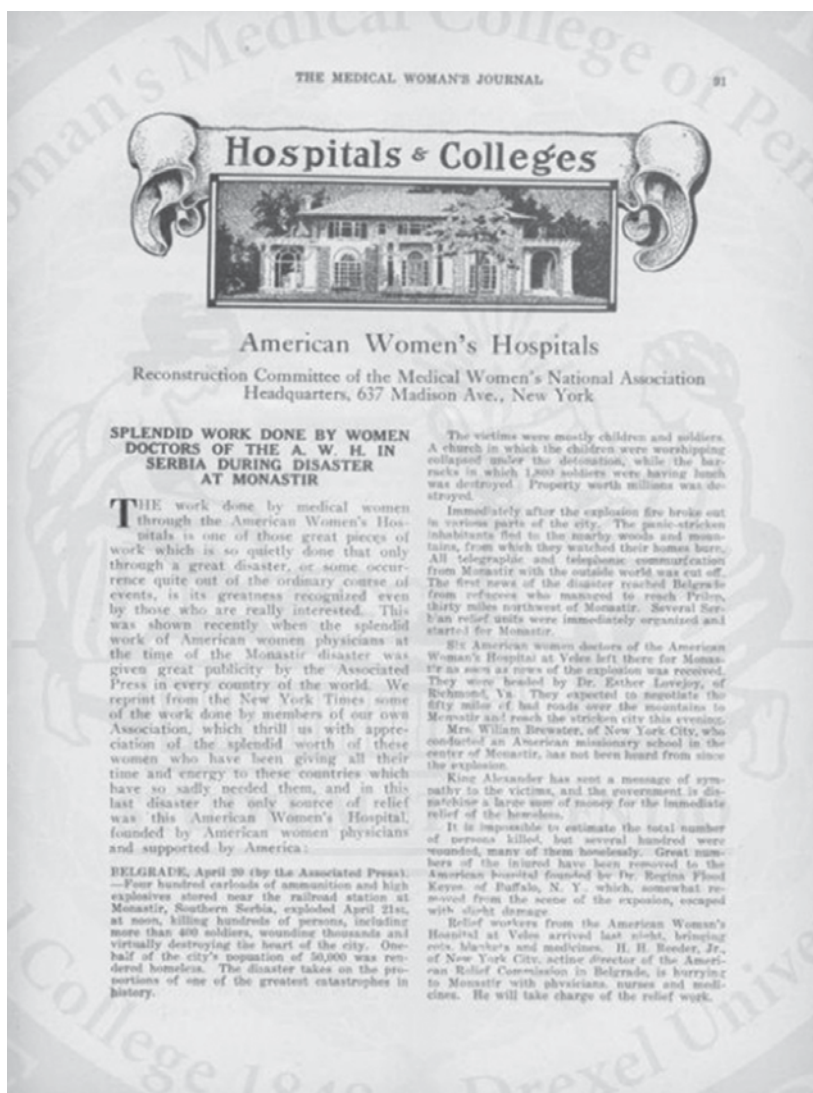 THE MEDICAL WOMAN'S JOURNAL 91
Hospitals & Colleges
American Women's Hospitals
Reconstruction Committee of the Medical Women's National Association
Headquarters, 637 Madison Ave., New York
SPLENDID WORK DONE BY WOMEN
DOCTORS OF THE A. W. H. IN
SERBIA DURING DISASTER
AT MONASTIR
THE work done by medical women
through the American Women's Hos-
pitals is one of those great pieces of
work which is so quietly done that only
through a great disaster, or some occur-
rence quite out of the ordinary course of
events, is its greatness recognized even
by those who are really interested. This
was shown recently when the splendid
work of American women physicians at
the time of the Monastir disaster was
given great publicity by the Associated
Press in every country of the world. We
reprint from the New York Times some
of the work done by members of our own
Association, which thrill us with appre-
ciation of the splendid worth of these
women who have been giving all their
time and energy to these countries which
have so sadly needed them, and in this
last disaster the only source of relief
was this American Women's Hospital,
founded by American women physicians
and supported by America:
BELGRADE, April 20 (by the Associated Press).
—Four hundred carloads of ammunition and high
explosives stored near the railroad station at
Monastir, Southern Serbia, exploded April 21st,
at noon, killing hundreds of persons, including
more than 400 soldiers, wounding thousands and
virtually destroying the heart of the city. One-
half of the city's popuation of 50,000 was ren-
dered homeless. The disaster takes on the pro-
portions of one of the greatest catastrophes in
history.
The victims were mostly children and soldiers.
A church in which the children were worshipping
collapsed under the detonation, while the bar-
racks in which 1,800 soldiers were having lunch
was destroyed. Property worth millions was de-
stroyed.
Immediately after the explosion fire broke out
in various parts of the city. The panic-stricken
inhabitants fled to the nearby woods and moun-
tains, from which they watched their homes burn.
All telegraphic and telephonic communication
from Monastir with the outside world was cut off.
The first news of the disaster reached Belgrade
from refugees who managed to reach Prilep,
thirty miles northwest of Monastir. Several Ser-
bian relief units were immediately organized and
started for Monastir.
Six American women doctors of the American
Woman's Hospital at Veles left there for Monas-
tir as soon as news of the explosion was received.
They were headed by Dr. Esther Lovejoy, of
Richmond, Va. They expected to negotiate the
fifty miles of bad roads over the mountains to
Monastir and reach the stricken city this evening.
Mrs. Wiliam Brewster, of New York City, who
conducted an American missionary school in the
center of Monastir, has not been heard from since
the explosion.
King Alexander has sent a message of sym-
pathy to the victims, and the government is dis-
patching a large sum of money for the immediate
relief of the homeless.
It is impossible to estimate the total number
of persons killed, but several hundred were
wounded, many of them hopelessly. Great num-
bers of the injured have been removed to the
American hospital founded by Dr. Regina Flood
Keyes, of Buffalo, N. Y., which, somewhat re-
moved from the scene of the exposion, escaped
with slight damage.
Relief workers from the American Woman's
Hospital at Veles arrived last night, bringing
cots, blankets and medicines. H. H. Reeder, Jr.,
of New York City, acting director of the Ameri-
can Relief Commission in Belgrade, is hurrying
to Monastir with physicians, nurses and medi-
cines. He will take charge of the relief work.
Woman's Medical College of Pen
College 1848 Drexel Unive